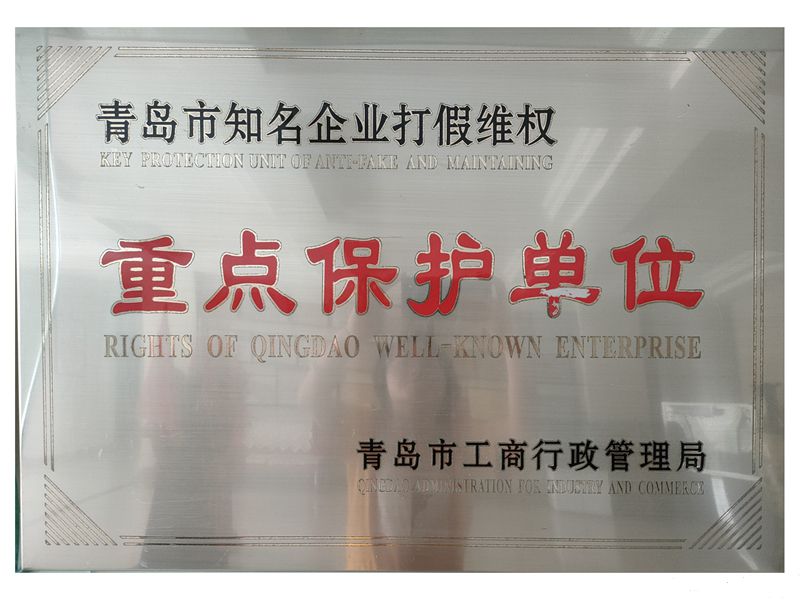 青岛市知名企业打假维权
KEY PROTECTION UNIT OF ANTI-FAKE AND MAINTAINING
重点保护单位
RIGHTS OF QINGDAO WELL-KNOWN ENTERPRISE
青岛市工商行政管理局
QINGDAO ADMINISTRATION FOR INDUSTRY AND COMMERCE